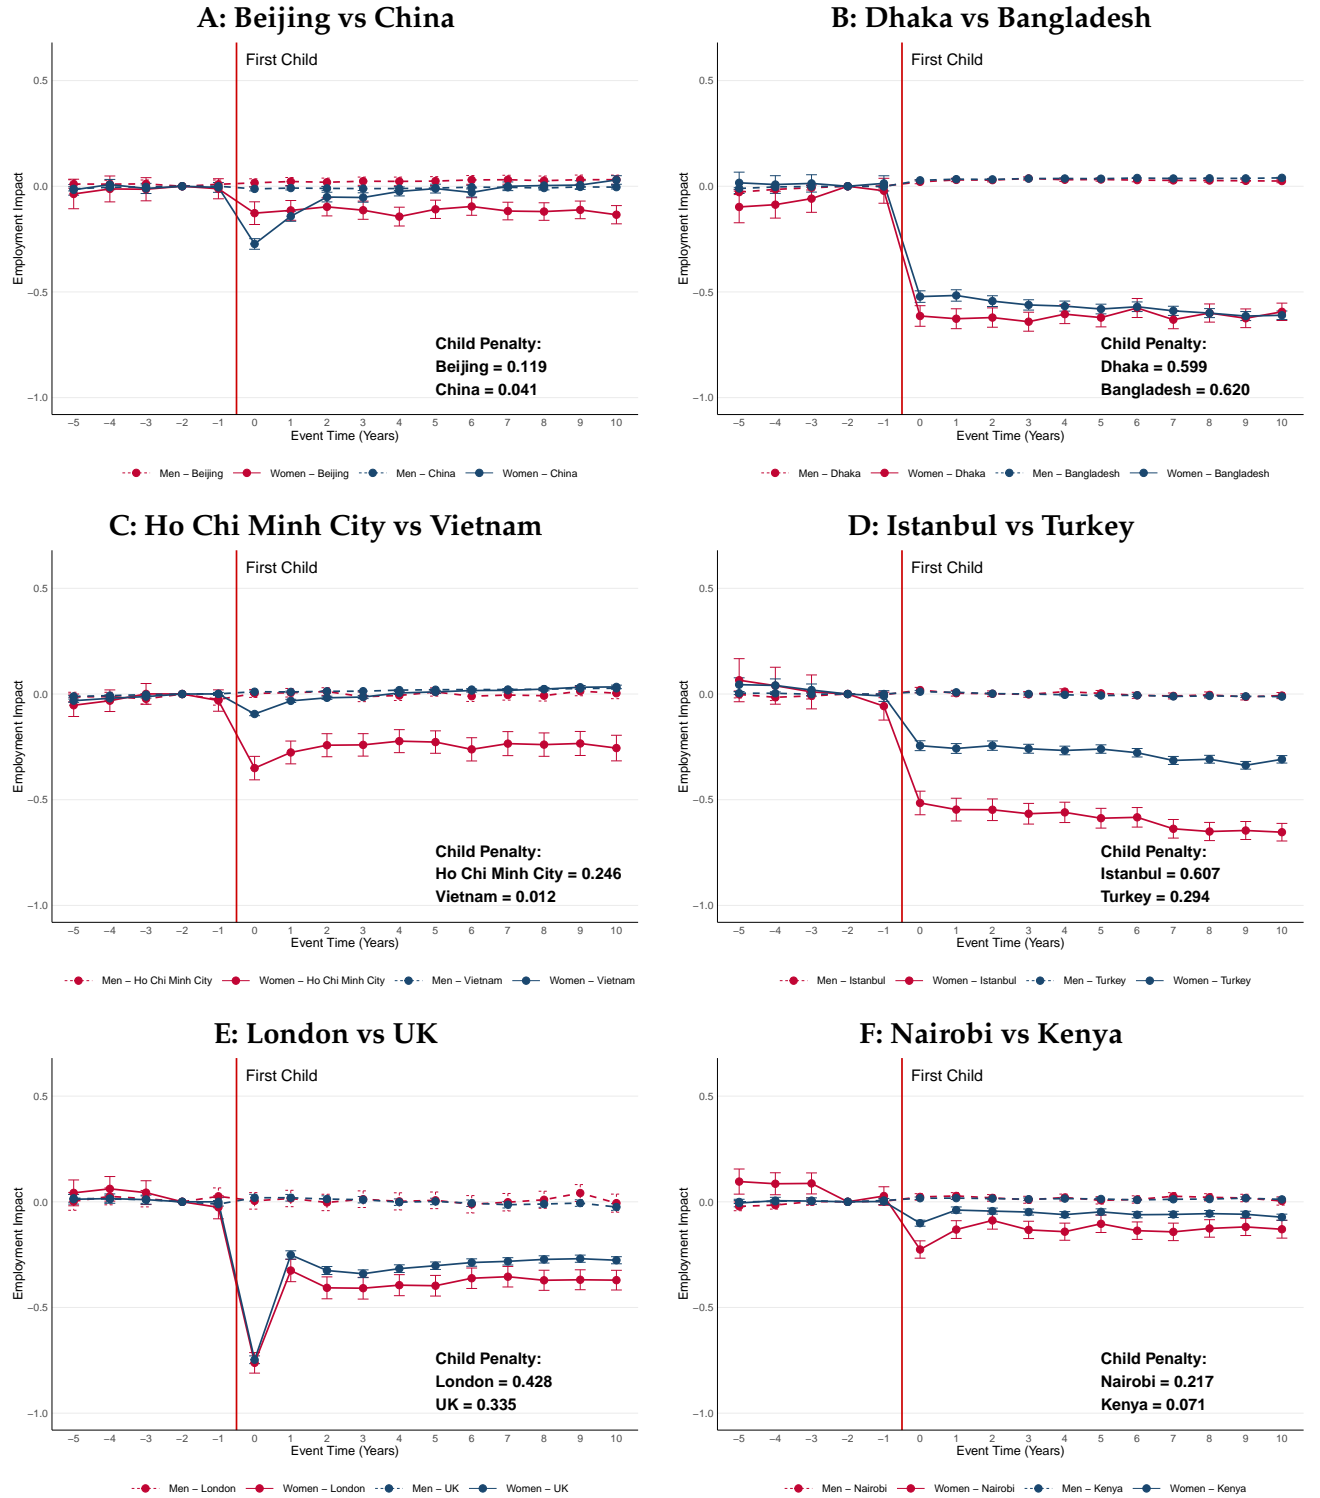 A: Beijing vs China
First Child
0.5
0.0
−0.5
−1.0
Employment Impact
Child Penalty:
Beijing = 0.119
China = 0.041
−5 −4 −3 −2 −1 0 1 2 3 4 5 6 7 8 9 10
Event Time (Years)
Men − Beijing Women − Beijing Men − China Women − China
B: Dhaka vs Bangladesh
First Child
0.5
0.0
−0.5
−1.0
Employment Impact
Child Penalty:
Dhaka = 0.599
Bangladesh = 0.620
−5 −4 −3 −2 −1 0 1 2 3 4 5 6 7 8 9 10
Event Time (Years)
Men − Dhaka Women − Dhaka Men − Bangladesh Women − Bangladesh
C: Ho Chi Minh City vs Vietnam
First Child
0.5
0.0
−0.5
−1.0
Employment Impact
Child Penalty:
Ho Chi Minh City = 0.246
Vietnam = 0.012
−5 −4 −3 −2 −1 0 1 2 3 4 5 6 7 8 9 10
Event Time (Years)
Men − Ho Chi Minh City Women − Ho Chi Minh City Men − Vietnam Women − Vietnam
D: Istanbul vs Turkey
First Child
0.5
0.0
−0.5
−1.0
Employment Impact
Child Penalty:
Istanbul = 0.607
Turkey = 0.294
−5 −4 −3 −2 −1 0 1 2 3 4 5 6 7 8 9 10
Event Time (Years)
Men − Istanbul Women − Istanbul Men − Turkey Women − Turkey
E: London vs UK
First Child
0.5
0.0
−0.5
−1.0
Employment Impact
Child Penalty:
London = 0.428
UK = 0.335
−5 −4 −3 −2 −1 0 1 2 3 4 5 6 7 8 9 10
Event Time (Years)
Men − London Women − London Men − UK Women − UK
F: Nairobi vs Kenya
First Child
0.5
0.0
−0.5
−1.0
Employment Impact
Child Penalty:
Nairobi = 0.217
Kenya = 0.071
−5 −4 −3 −2 −1 0 1 2 3 4 5 6 7 8 9 10
Event Time (Years)
Men − Nairobi Women − Nairobi Men − Kenya Women − Kenya